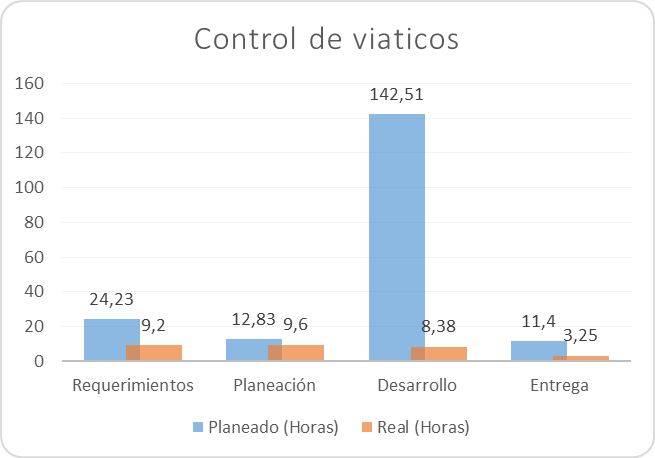 Control de viaticos
160
140
120
100
80
60
40
20
0
24,23
9,2
12,83
9,6
142,51
8,38
11,4
3,25
Requerimientos
Planeación
Desarrollo
Entrega
Planeado (Horas)
Real (Horas)